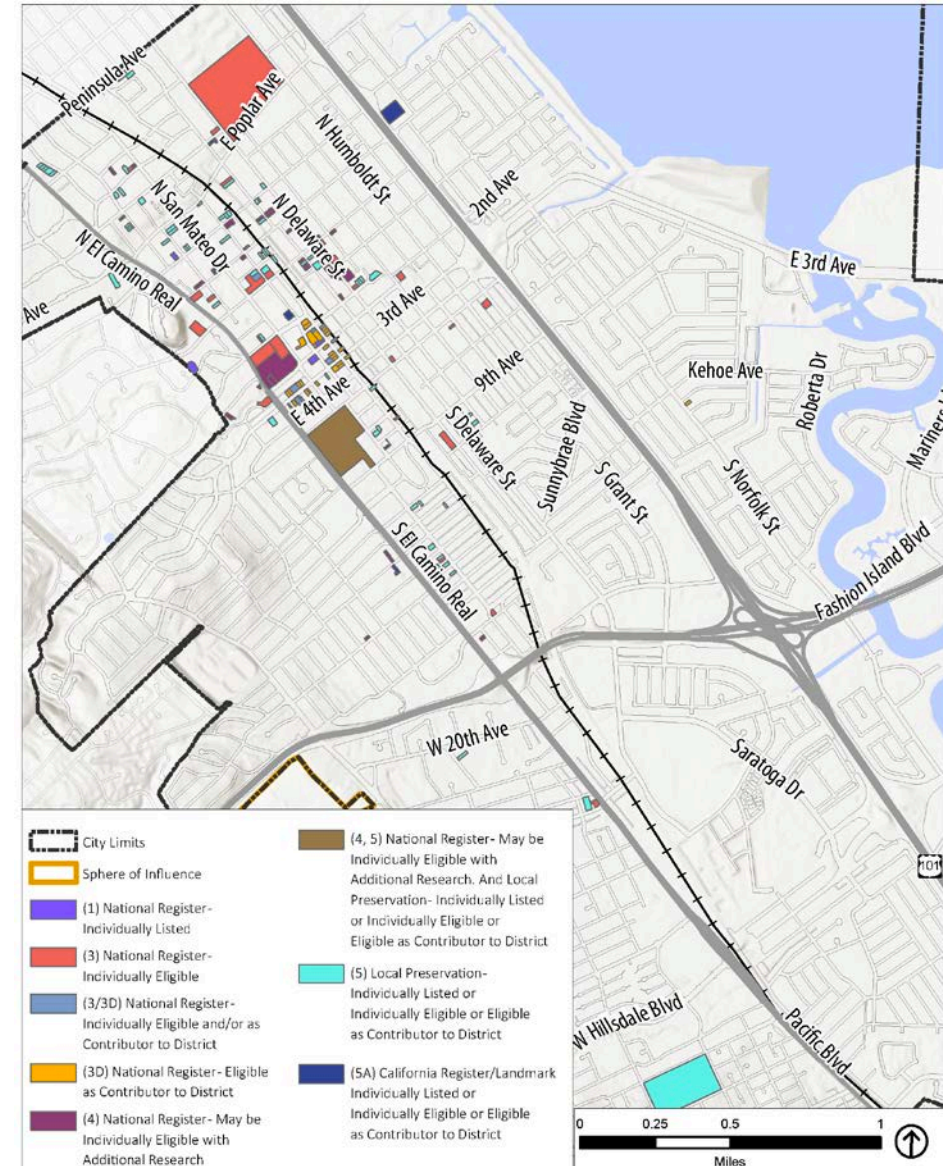 Peninsula Ave
E Poplar Ave
N Humboldt St
2nd Ave
N San Mateo Dr
N Delaware St
N El Camino Real
E 3rd Ave
Ave
3rd Ave
9th Ave
Kehoe Ave
Roberta Dr
E 4th Ave
S Delaware St
Sunnybrae Blvd
S Grant St
S Norfolk St
S El Camino Real
Fashion Island Blvd
W 20th Ave
Saratoga Dr
101
W Hillsdale Blvd
Pacific Blvd
City Limits
Sphere of Influence
(1) National Register-
Individually Listed
(3) National Register-
Individually Eligible
(3/3D) National Register-
Individually Eligible and/or as
Contributor to District
(3D) National Register- Eligible
as Contributor to District
(4) National Register- May be
Individually Eligible with
Additional Research
(4, 5) National Register- May be
Individually Eligible with
Additional Research. And Local
Preservation- Individually Listed
or Individually Eligible or
Eligible as Contributor to District
(5) Local Preservation-
Individually Listed or
Individually Eligible or Eligible
as Contributor to District
(5A) California Register/Landmark
Individually Listed or
Individually Eligible or Eligible
as Contributor to District
0 0.25 0.5 1
Miles